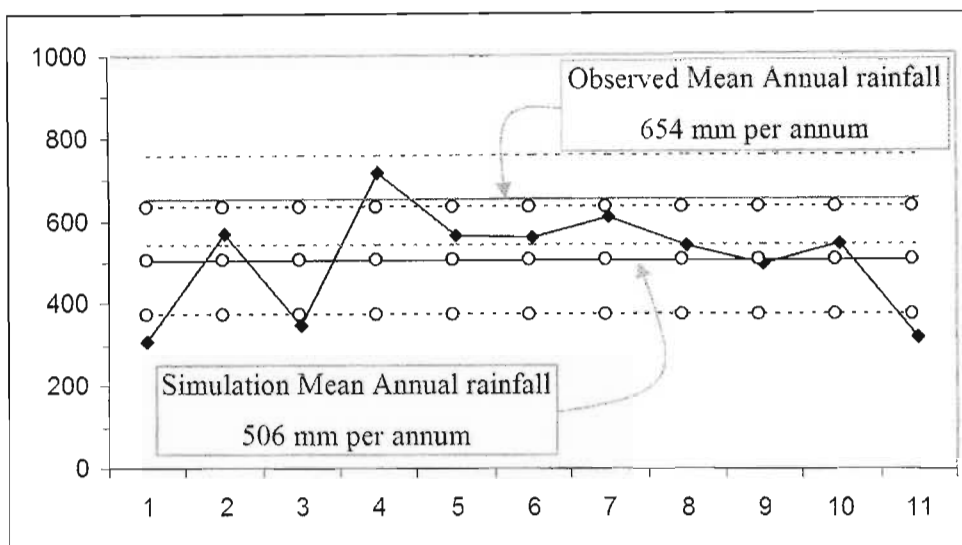 1000
800
600
400
200
0
Observed Mean Annual rainfall
654 mm per annum
Simulation Mean Annual rainfall
506 mm per annum
1 2 3 4 5 6 7 8 9 10 11